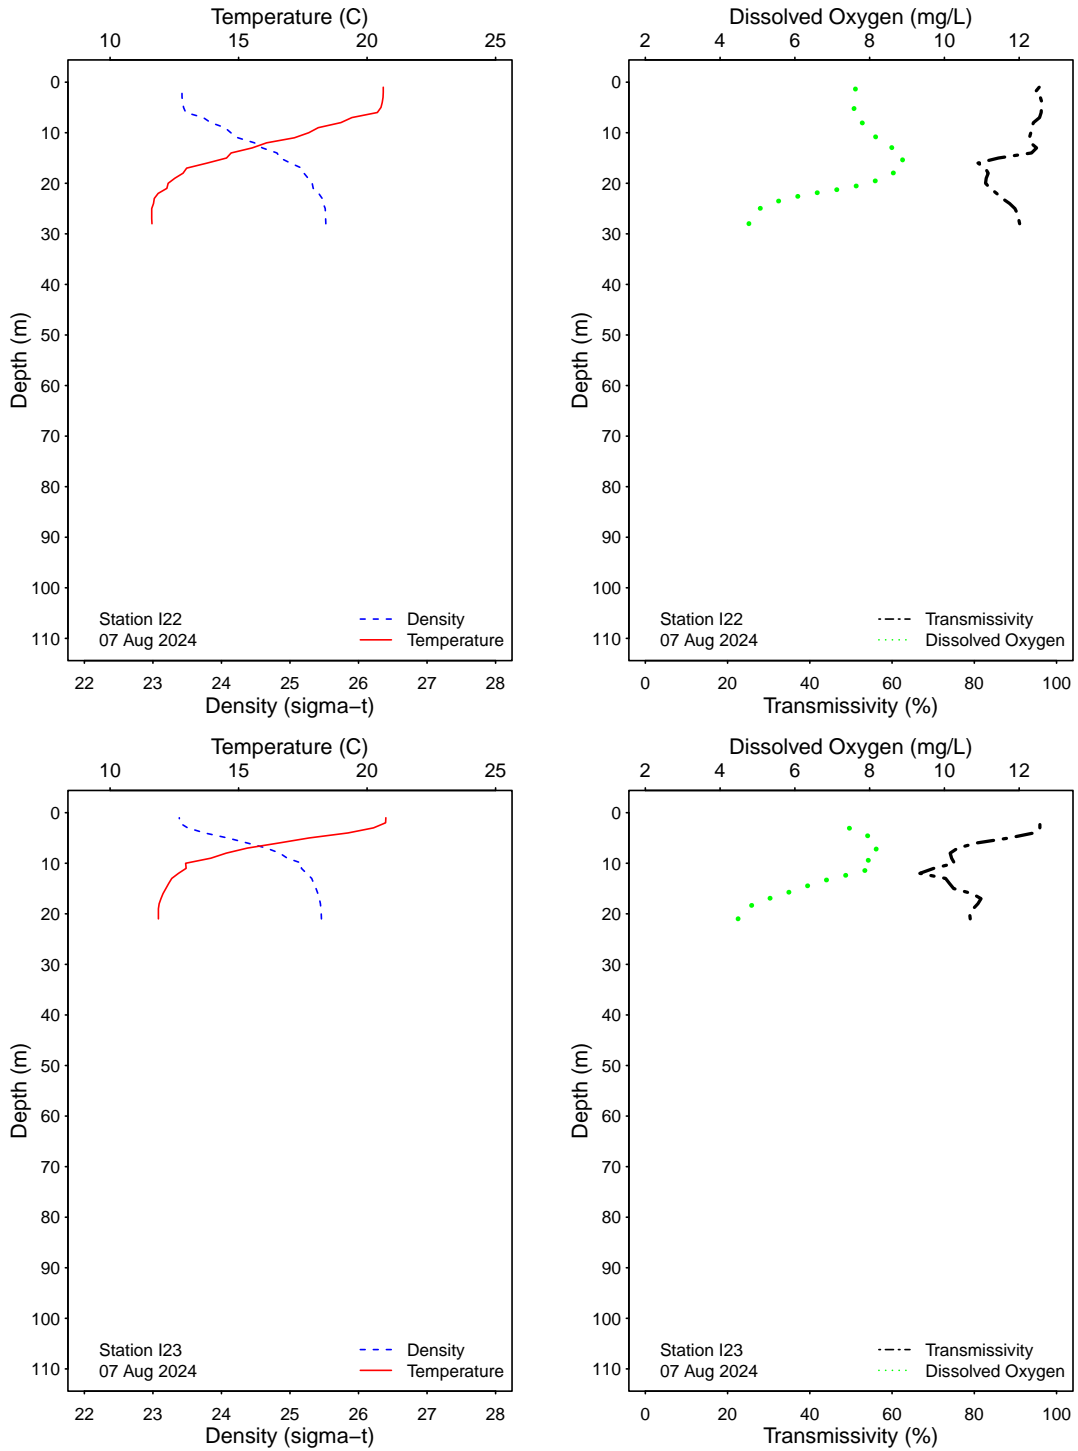 Temperature (C)
10 15 20 25
0
10
20
30
40
50
60
70
80
90
100
110
Depth (m)
Station I22
07 Aug 2024
Density
Temperature
22 23 24 25 26 27 28
Density (sigma−t)
Dissolved Oxygen (mg/L)
2 4 6 8 10 12
0
10
20
30
40
50
60
70
80
90
100
110
Depth (m)
Station I22
07 Aug 2024
Transmissivity
Dissolved Oxygen
0 20 40 60 80 100
Transmissivity (%)
Temperature (C)
10 15 20 25
0
10
20
30
40
50
60
70
80
90
100
110
Depth (m)
Station I23
07 Aug 2024
Density
Temperature
22 23 24 25 26 27 28
Density (sigma−t)
Dissolved Oxygen (mg/L)
2 4 6 8 10 12
0
10
20
30
40
50
60
70
80
90
100
110
Depth (m)
Station I23
07 Aug 2024
Transmissivity
Dissolved Oxygen
0 20 40 60 80 100
Transmissivity (%)